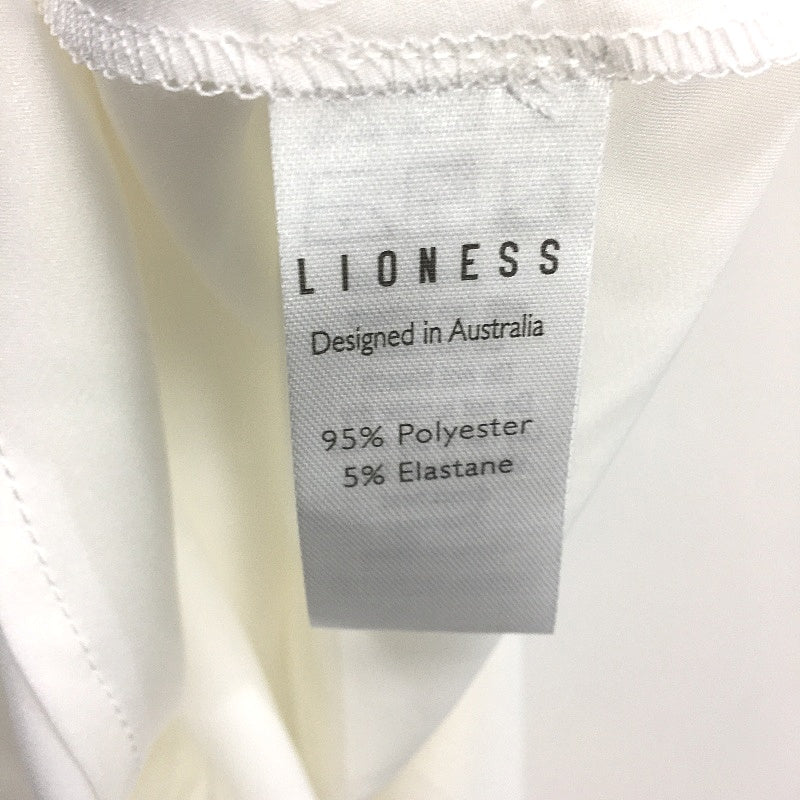 LIONESS
Designed in Australia
95% Polyester
5% Elastane